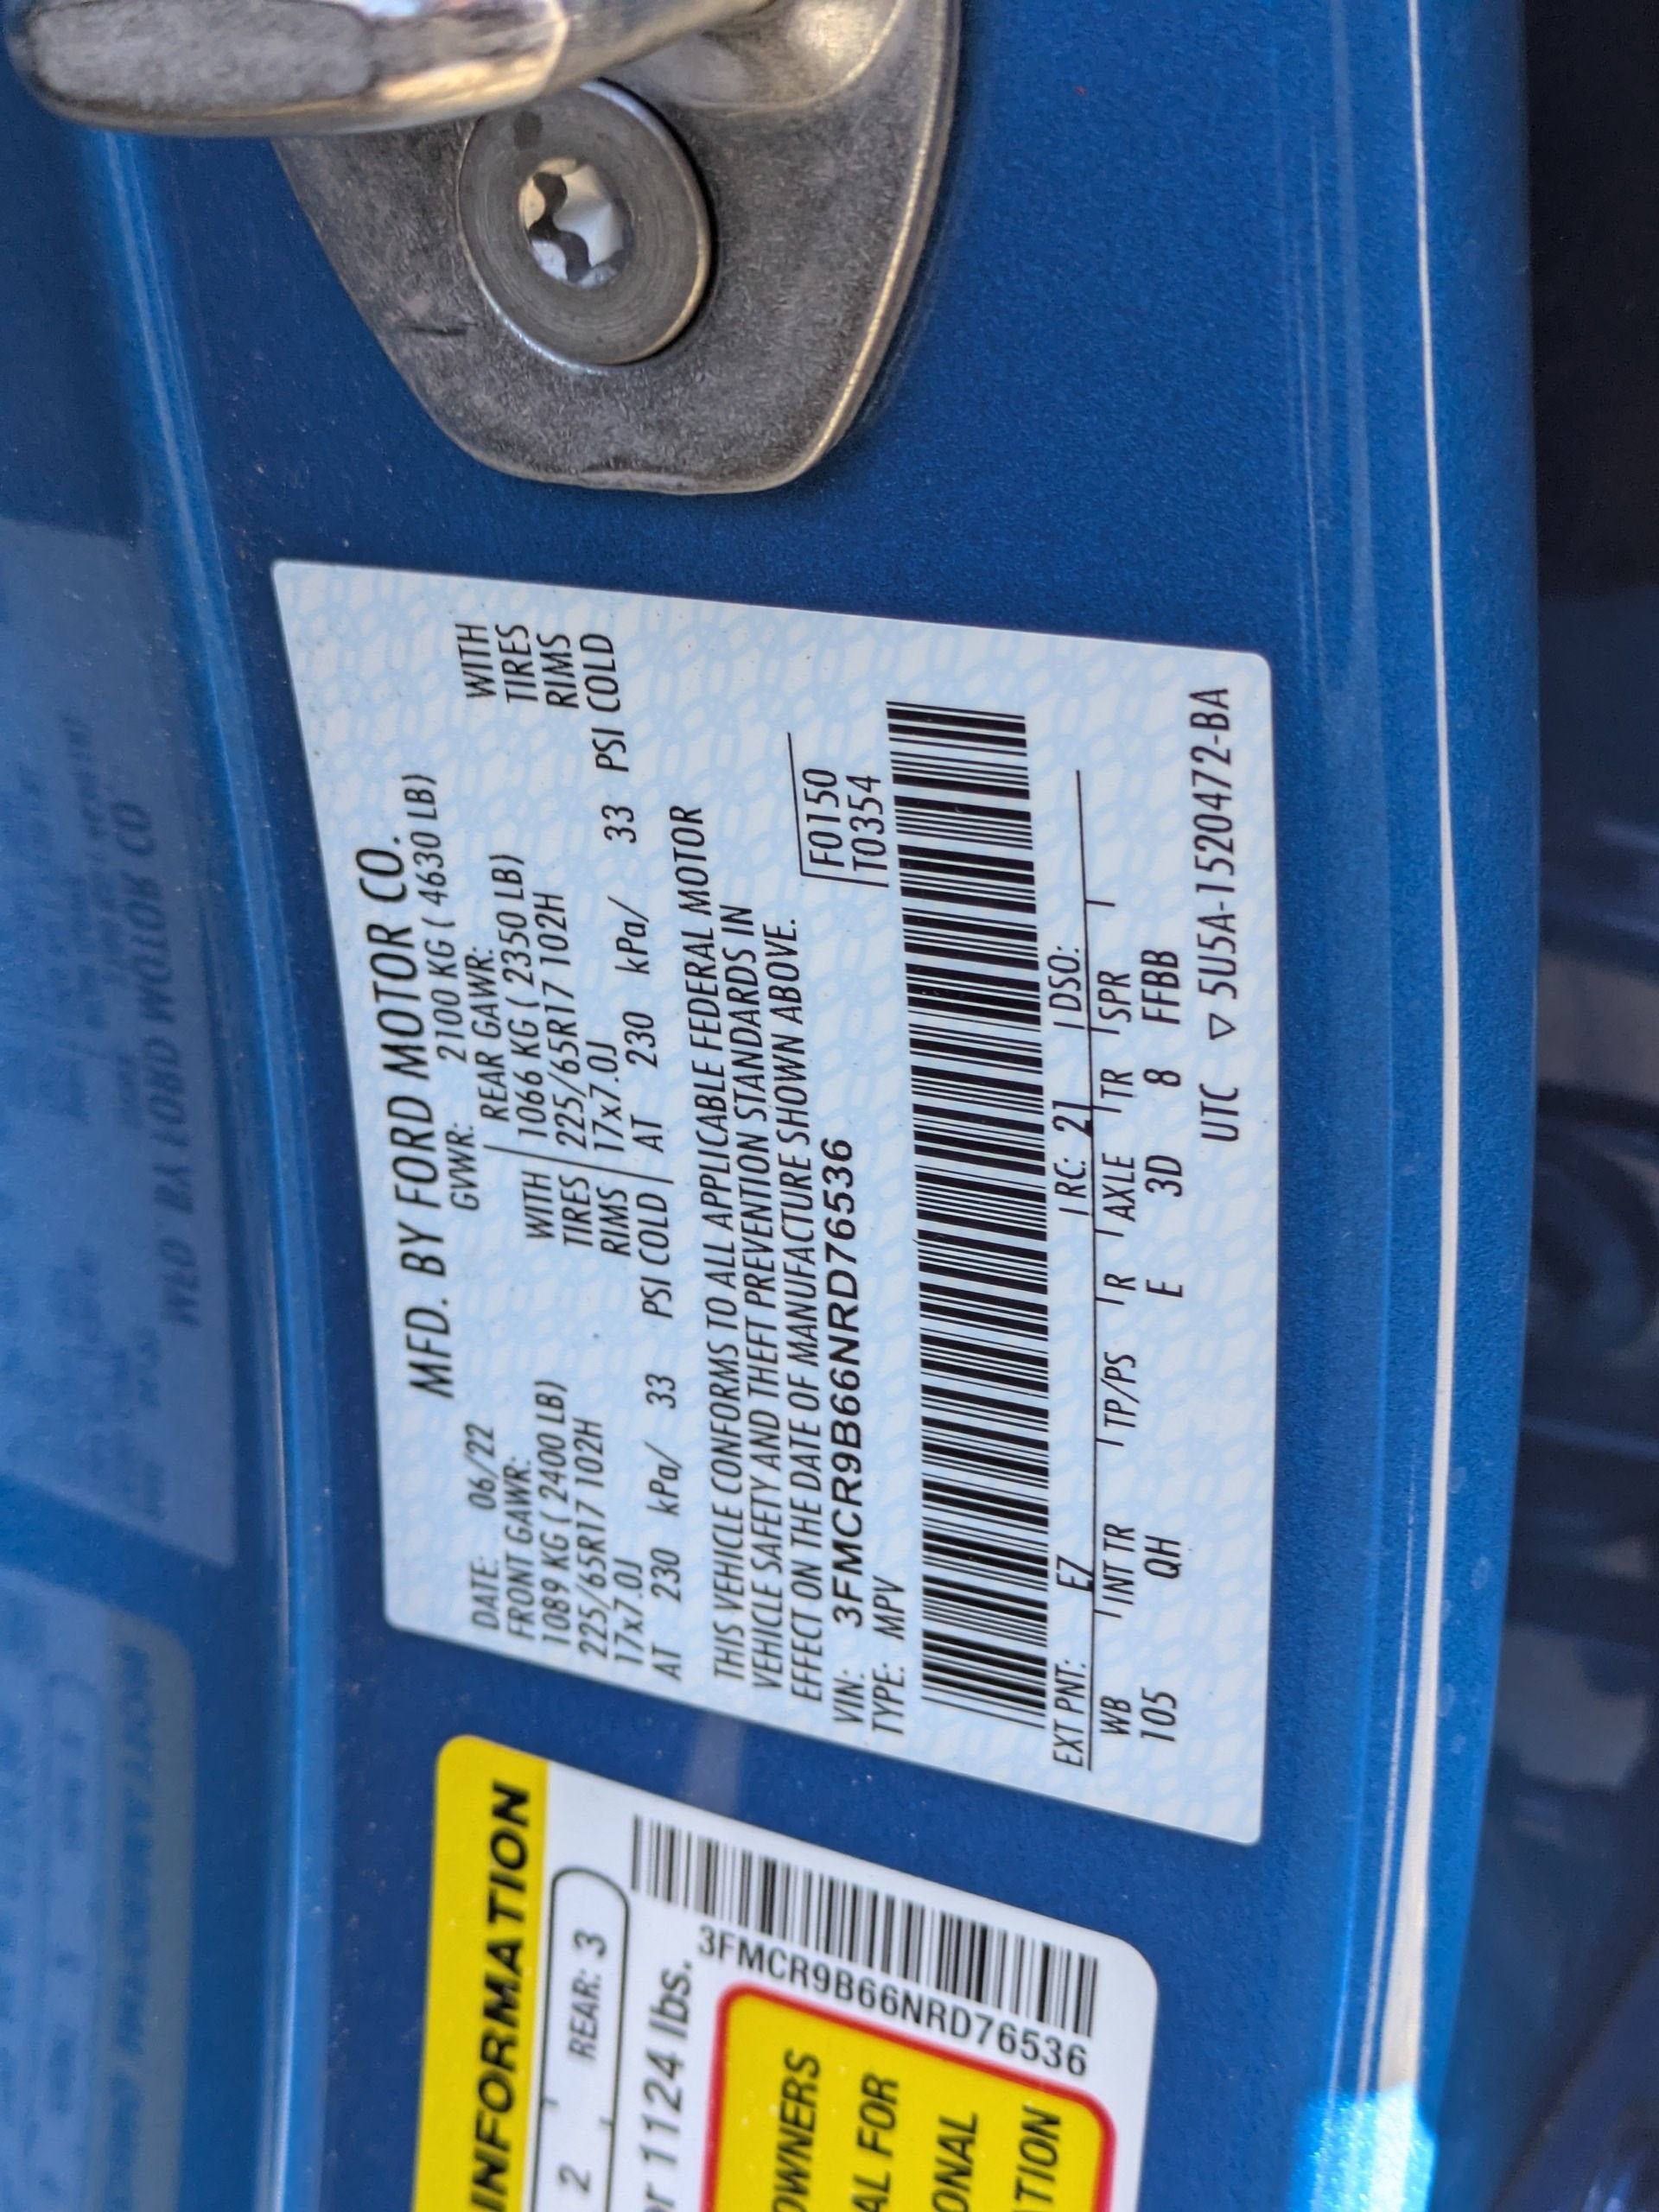 MFD. BY FORD MOTOR CO.
DATE: 06/22 GVWR: 2100 KG ( 4630 LB)
FRONT GAWR: REAR GAWR:
1089 KG ( 2400 LB) WITH 1066 KG ( 2350 LB) WITH
225/65R17 102H TIRES 225/65R17 102H TIRES
17x7.0J RIMS 17x7.0J RIMS
AT 230 kPa/ 33 PSI COLD AT 230 kPa/ 33 PSI COLD
THIS VEHICLE CONFORMS TO ALL APPLICABLE FEDERAL MOTOR
VEHICLE SAFETY AND THEFT PREVENTION STANDARDS IN
EFFECT ON THE DATE OF MANUFACTURE SHOWN ABOVE.
VIN: 3FMCR9B66NRD76536 F0150
TYPE: MPV T0354
EXT PNT: EZ RC: 21 DSO:
WB INT TR TP/PS R AXLE TR SPR
105 QH E 3D 8 FFBB
UTC ▽ 5U5A-1520472-BA
INFORMATION
2 REAR: 3
or 1124 lbs.
3FMCR9B66NRD76536
OWNERS
AL FOR
ONAL
ATION